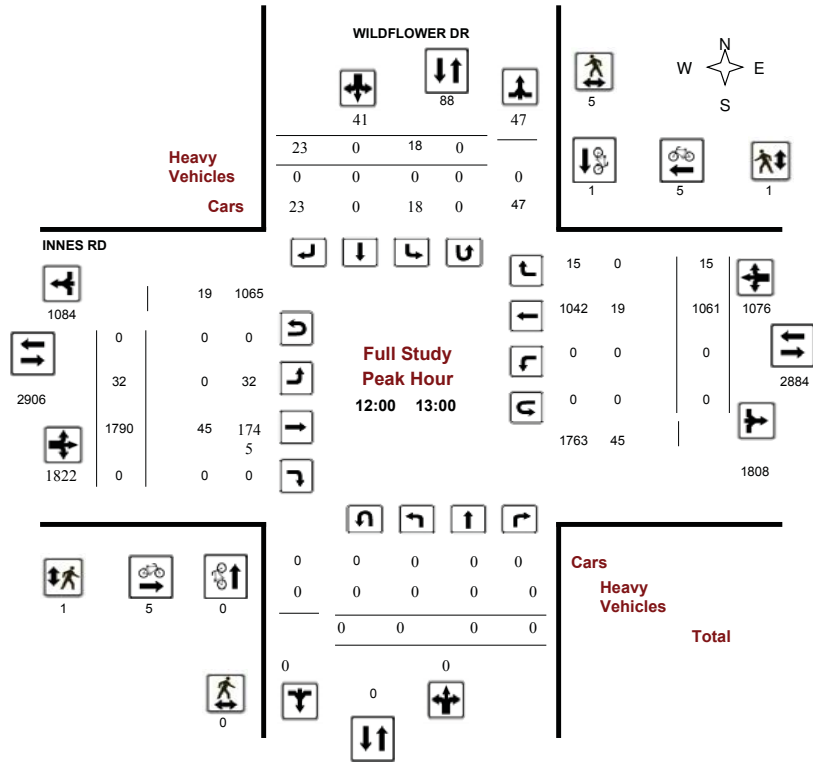 WILDFLOWER DR
N
W E
S
88
5
41 47
23 0 18 0
Heavy
Vehicles
0 0 0 0 0
1 5 1
Cars
23 0 18 0 47
INNES RD
15 0 15
19 1065
1084
1042 19 1061 1076
0 0 0
Full Study
0 0 0
Peak Hour
2906
32 0 32
2884
12:00 13:00
0 0 0
1790 45 174
5
1763 45
1822 0 0 0
1808
0 0 0 0 0
Cars
0 0 0 0 0
Heavy
Vehicles
1 5 0
0 0 0 0
Total
0 0
0
0